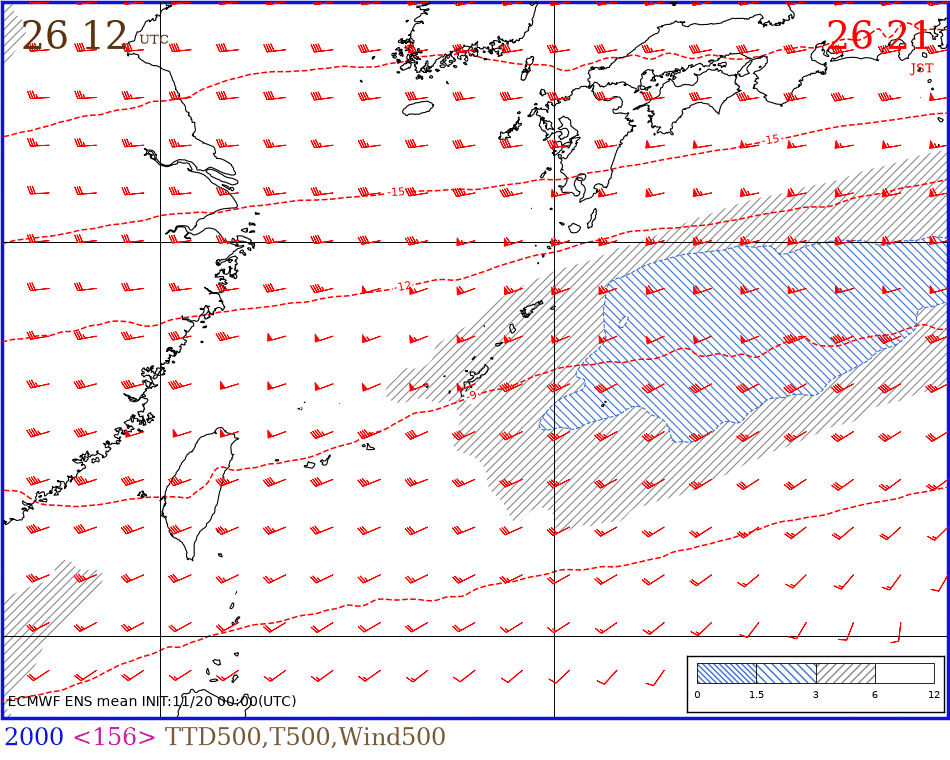 26 12 UTC 26 21
JST
-15
-15
-12
-9
0 1.5 3 6 12
ECMWF ENS mean INIT:11/20 00:00(UTC)
2000 <156> TTD500,T500,Wind500